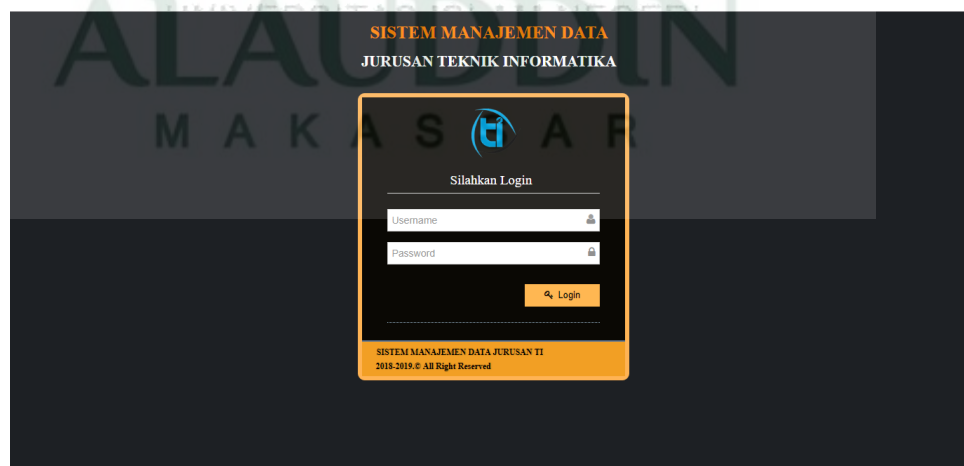 SISTEM MANAJEMEN DATA
ALAUDDIN
JURUSAN TEKNIK INFORMATIKA
MAKASSAR
ti
Silahkan Login
Username
Password
Login
SISTEM MANAJEMEN DATA JURUSAN TI
2018-2019.© All Right Reserved